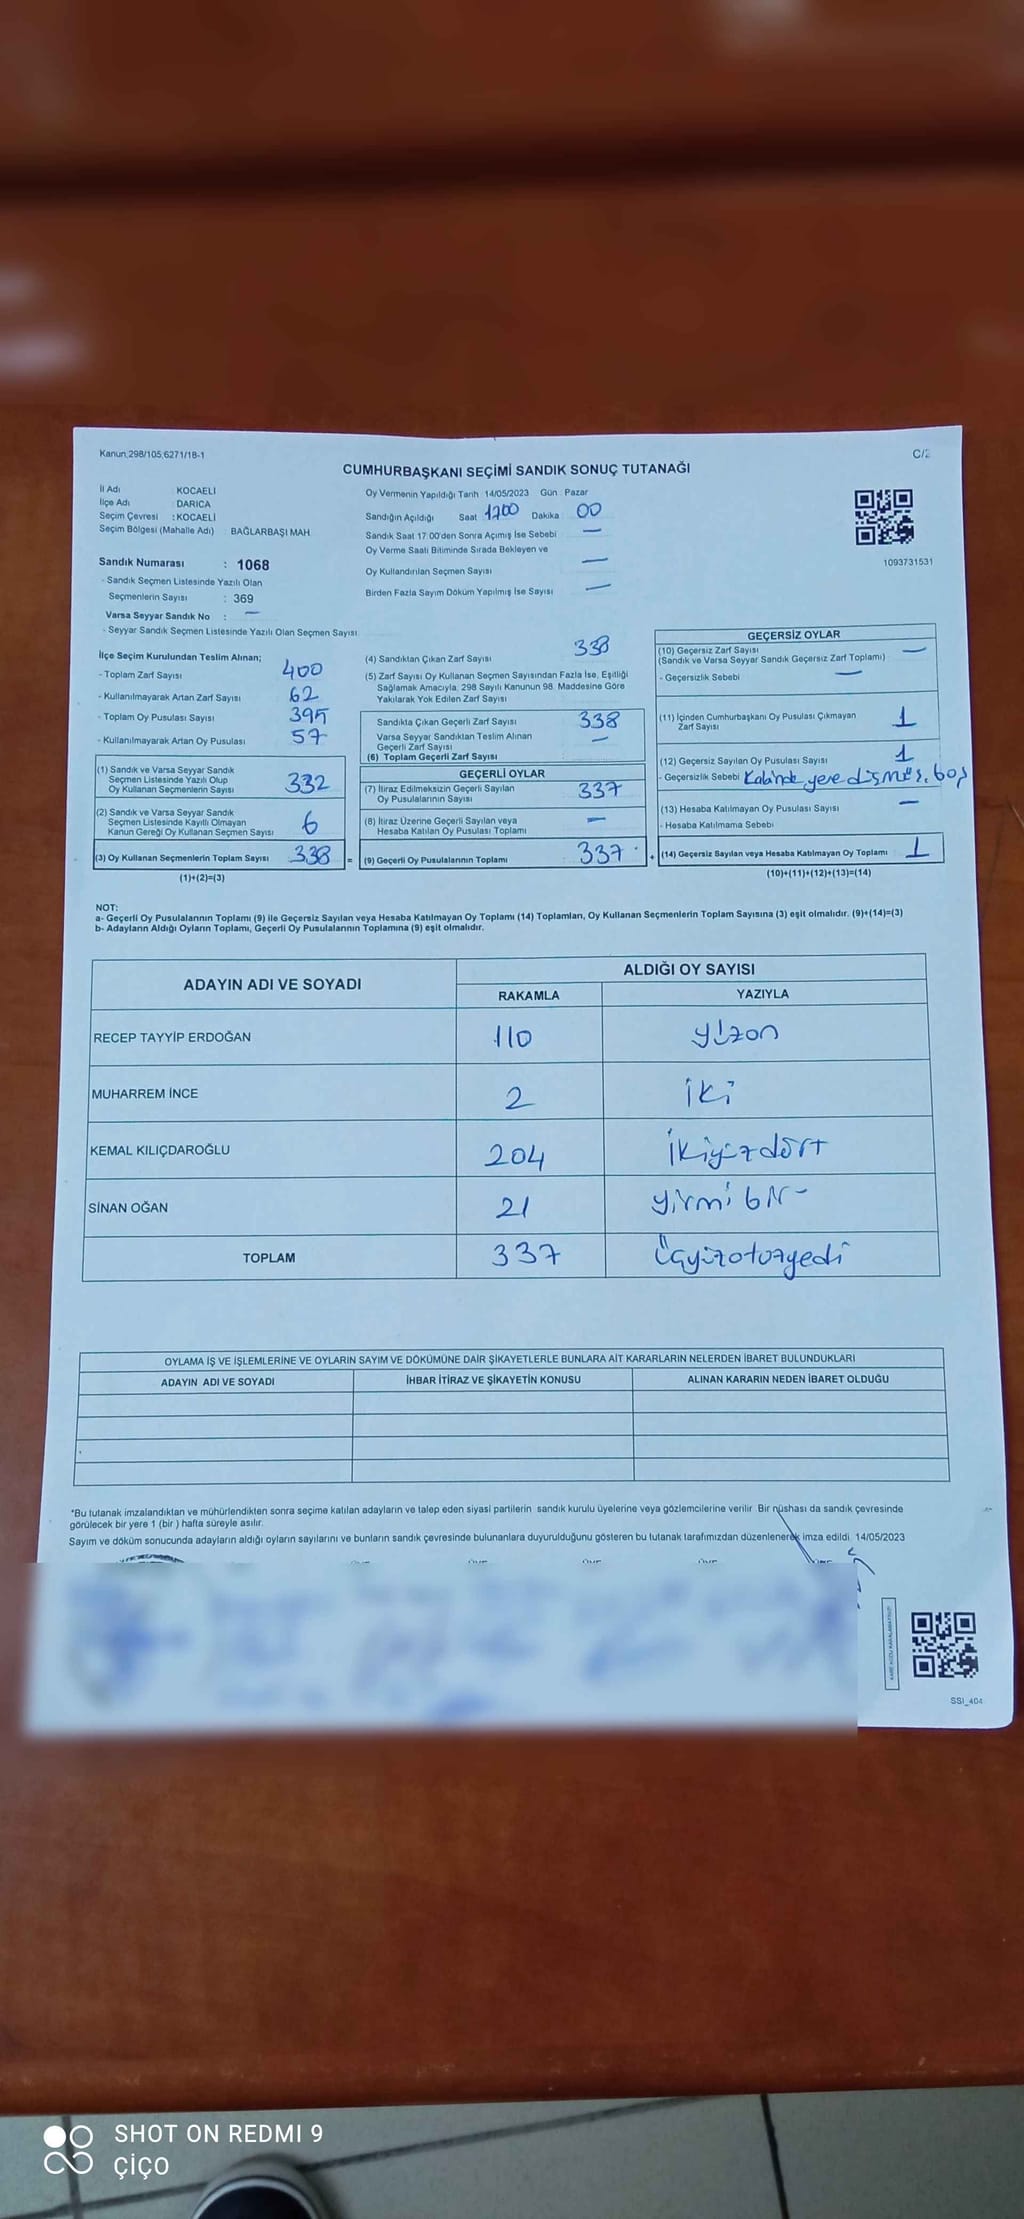 Kanun;298/105;6271/18-1
C/2
CUMHURBAŞKANI SEÇİMİ SANDIK SONUÇ TUTANAĞI
İl Adı : KOCAELİ
İlçe Adı : DARICA
Seçim Çevresi : KOCAELİ
Seçim Bölgesi (Mahalle Adı) : BAĞLARBAŞI MAH.
Sandık Numarası : 1068
- Sandık Seçmen Listesinde Yazılı Olan
Seçmenlerin Sayısı : 369
Varsa Seyyar Sandık No : —
- Seyyar Sandık Seçmen Listesinde Yazılı Olan Seçmen Sayısı
Oy Vermenin Yapıldığı Tarih 14/05/2023 Gün Pazar
Sandığın Açıldığı Saat 1700 Dakika 00
Sandık Saat 17:00'den Sonra Açımış İse Sebebi —
Oy Verme Saati Bitiminde Sırada Bekleyen ve
Oy Kullandırılan Seçmen Sayısı —
Birden Fazla Sayım Döküm Yapılmış İse Sayısı —
1093731531
İlçe Seçim Kurulundan Teslim Alınan;
- Toplam Zarf Sayısı 400
- Kullanılmayarak Artan Zarf Sayısı 62
- Toplam Oy Pusulası Sayısı 395
- Kullanılmayarak Artan Oy Pusulası 57
(1) Sandık ve Varsa Seyyar Sandık
Seçmen Listesinde Yazılı Olup
Oy Kullanan Seçmenlerin Sayısı 332
(2) Sandık ve Varsa Seyyar Sandık
Seçmen Listesinde Kayıtlı Olmayan
Kanun Gereği Oy Kullanan Seçmen Sayısı 6
(3) Oy Kullanan Seçmenlerin Toplam Sayısı 338 =
(1)+(2)=(3)
(4) Sandıktan Çıkan Zarf Sayısı 338
(5) Zarf Sayısı Oy Kullanan Seçmen Sayısından Fazla İse, Eşitliği
Sağlamak Amacıyla, 298 Sayılı Kanunun 98. Maddesine Göre
Yakılarak Yok Edilen Zarf Sayısı
Sandıkta Çıkan Geçerli Zarf Sayısı 338
Varsa Seyyar Sandıktan Teslim Alınan
Geçerli Zarf Sayısı —
(6) Toplam Geçerli Zarf Sayısı
GEÇERLİ OYLAR
(7) İtiraz Edilmeksizin Geçerli Sayılan
Oy Pusulalarının Sayısı 337
(8) İtiraz Üzerine Geçerli Sayılan veya
Hesaba Katılan Oy Pusulası Toplamı —
(9) Geçerli Oy Pusulalarının Toplamı 337 +
GEÇERSİZ OYLAR
(10) Geçersiz Zarf Sayısı —
(Sandık ve Varsa Seyyar Sandık Geçersiz Zarf Toplamı)
- Geçersizlik Sebebi —
(11) İçinden Cumhurbaşkanı Oy Pusulası Çıkmayan
Zarf Sayısı 1
(12) Geçersiz Sayılan Oy Pusulası Sayısı 1
- Geçersizlik Sebebi Kabinde yere düşmüş. boş
(13) Hesaba Katılmayan Oy Pusulası Sayısı —
- Hesaba Katılmama Sebebi
(14) Geçersiz Sayılan veya Hesaba Katılmayan Oy Toplamı 1
(10)+(11)+(12)+(13)=(14)
NOT:
a- Geçerli Oy Pusulalarının Toplamı (9) ile Geçersiz Sayılan veya Hesaba Katılmayan Oy Toplamı (14) Toplamları, Oy Kullanan Seçmenlerin Toplam Sayısına (3) eşit olmalıdır. (9)+(14)=(3)
b- Adayların Aldığı Oyların Toplamı, Geçerli Oy Pusulalarının Toplamına (9) eşit olmalıdır.
ADAYIN ADI VE SOYADI
ALDIĞI OY SAYISI
RAKAMLA YAZIYLA
RECEP TAYYİP ERDOĞAN 110 Yüzon
MUHARREM İNCE 2 iki
KEMAL KILIÇDAROĞLU 204 ikiyüzdört
SİNAN OĞAN 21 yirmi bir
TOPLAM 337 Üçyüzotuzyedi
OYLAMA İŞ VE İŞLEMLERİNE VE OYLARIN SAYIM VE DÖKÜMÜNE DAİR ŞİKAYETLERLE BUNLARA AİT KARARLARIN NELERDEN İBARET BULUNDUKLARI
ADAYIN ADI VE SOYADI İHBAR İTİRAZ VE ŞİKAYETİN KONUSU ALINAN KARARIN NEDEN İBARET OLDUĞU
*Bu tutanak imzalandıktan ve mühürlendikten sonra seçime katılan adayların ve talep eden siyasi partilerin sandık kurulu üyelerine veya gözlemcilerine verilir. Bir nüshası da sandık çevresinde
görülecek bir yere 1 (bir ) hafta süreyle asılır.
Sayım ve döküm sonucunda adayların aldığı oyların sayılarını ve bunların sandık çevresinde bulunanlara duyurulduğunu gösteren bu tutanak tarafımızdan düzenlenerek imza edildi. 14/05/2023
SSI_404
SHOT ON REDMI 9
çiço